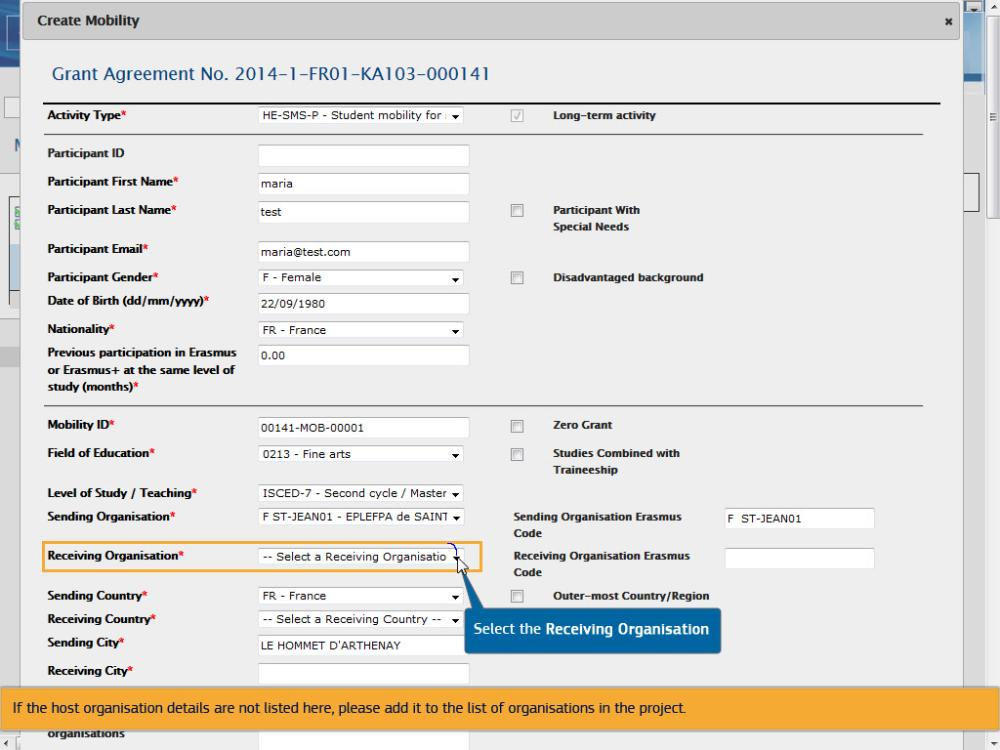 Create Mobility
Grant Agreement No. 2014-1-FR01-KA103-000141
Activity Type* HE-SMS-P - Student mobility for Long-term activity
Participant ID
Participant First Name* maria
Participant Last Name* test Participant With
Special Needs
Participant Email* maria@test.com
Participant Gender* F - Female Disadvantaged background
Date of Birth (dd/mm/yyyy)* 22/09/1980
Nationality* FR - France
Previous participation in Erasmus 0.00
or Erasmus+ at the same level of
study (months)*
Mobility ID* 00141-MOB-00001 Zero Grant
Field of Education* 0213 - Fine arts Studies Combined with
Traineeship
Level of Study / Teaching* ISCED-7 - Second cycle / Master
Sending Organisation* F ST-JEAN01 - EPLEFPA de SAINT Sending Organisation Erasmus F ST-JEAN01
Code
Receiving Organisation* -- Select a Receiving Organisatio Receiving Organisation Erasmus
Code
Sending Country* FR - France Outer-most Country/Region
Receiving Country* -- Select a Receiving Country --
Select the Receiving Organisation
Sending City* LE HOMMET D'ARTHENAY
Receiving City*
If the host organisation details are not listed here, please add it to the list of organisations in the project.
organisations